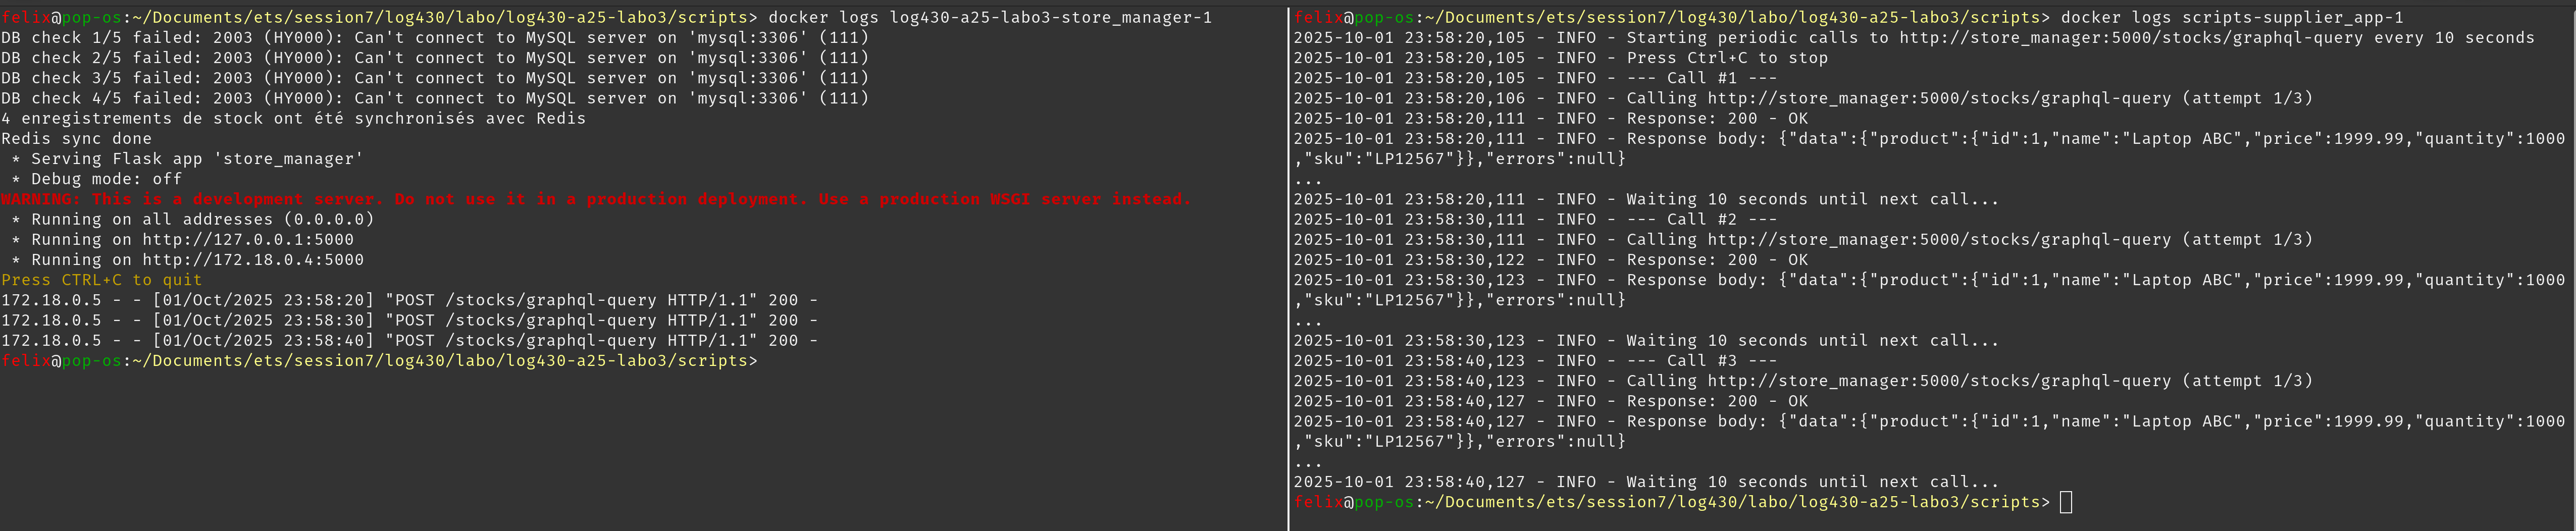 felix@pop-os:~/Documents/ets/session7/log430/labo/log430-a25-labo3/scripts> docker logs log430-a25-labo3-store_manager-1
DB check 1/5 failed: 2003 (HY000): Can't connect to MySQL server on 'mysql:3306' (111)
DB check 2/5 failed: 2003 (HY000): Can't connect to MySQL server on 'mysql:3306' (111)
DB check 3/5 failed: 2003 (HY000): Can't connect to MySQL server on 'mysql:3306' (111)
DB check 4/5 failed: 2003 (HY000): Can't connect to MySQL server on 'mysql:3306' (111)
4 enregistrements de stock ont été synchronisés avec Redis
Redis sync done
 * Serving Flask app 'store_manager'
 * Debug mode: off
WARNING: This is a development server. Do not use it in a production deployment. Use a production WSGI server instead.
 * Running on all addresses (0.0.0.0)
 * Running on http://127.0.0.1:5000
 * Running on http://172.18.0.4:5000
Press CTRL+C to quit
172.18.0.5 - - [01/Oct/2025 23:58:20] "POST /stocks/graphql-query HTTP/1.1" 200 -
172.18.0.5 - - [01/Oct/2025 23:58:30] "POST /stocks/graphql-query HTTP/1.1" 200 -
172.18.0.5 - - [01/Oct/2025 23:58:40] "POST /stocks/graphql-query HTTP/1.1" 200 -
felix@pop-os:~/Documents/ets/session7/log430/labo/log430-a25-labo3/scripts>
felix@pop-os:~/Documents/ets/session7/log430/labo/log430-a25-labo3/scripts> docker logs scripts-supplier_app-1
2025-10-01 23:58:20,105 - INFO - Starting periodic calls to http://store_manager:5000/stocks/graphql-query every 10 seconds
2025-10-01 23:58:20,105 - INFO - Press Ctrl+C to stop
2025-10-01 23:58:20,105 - INFO - --- Call #1 ---
2025-10-01 23:58:20,106 - INFO - Calling http://store_manager:5000/stocks/graphql-query (attempt 1/3)
2025-10-01 23:58:20,111 - INFO - Response: 200 - OK
2025-10-01 23:58:20,111 - INFO - Response body: {"data":{"product":{"id":1,"name":"Laptop ABC","price":1999.99,"quantity":1000
,"sku":"LP12567"}},"errors":null}
...
2025-10-01 23:58:20,111 - INFO - Waiting 10 seconds until next call...
2025-10-01 23:58:30,111 - INFO - --- Call #2 ---
2025-10-01 23:58:30,111 - INFO - Calling http://store_manager:5000/stocks/graphql-query (attempt 1/3)
2025-10-01 23:58:30,122 - INFO - Response: 200 - OK
2025-10-01 23:58:30,123 - INFO - Response body: {"data":{"product":{"id":1,"name":"Laptop ABC","price":1999.99,"quantity":1000
,"sku":"LP12567"}},"errors":null}
...
2025-10-01 23:58:30,123 - INFO - Waiting 10 seconds until next call...
2025-10-01 23:58:40,123 - INFO - --- Call #3 ---
2025-10-01 23:58:40,123 - INFO - Calling http://store_manager:5000/stocks/graphql-query (attempt 1/3)
2025-10-01 23:58:40,127 - INFO - Response: 200 - OK
2025-10-01 23:58:40,127 - INFO - Response body: {"data":{"product":{"id":1,"name":"Laptop ABC","price":1999.99,"quantity":1000
,"sku":"LP12567"}},"errors":null}
...
2025-10-01 23:58:40,127 - INFO - Waiting 10 seconds until next call...
felix@pop-os:~/Documents/ets/session7/log430/labo/log430-a25-labo3/scripts>